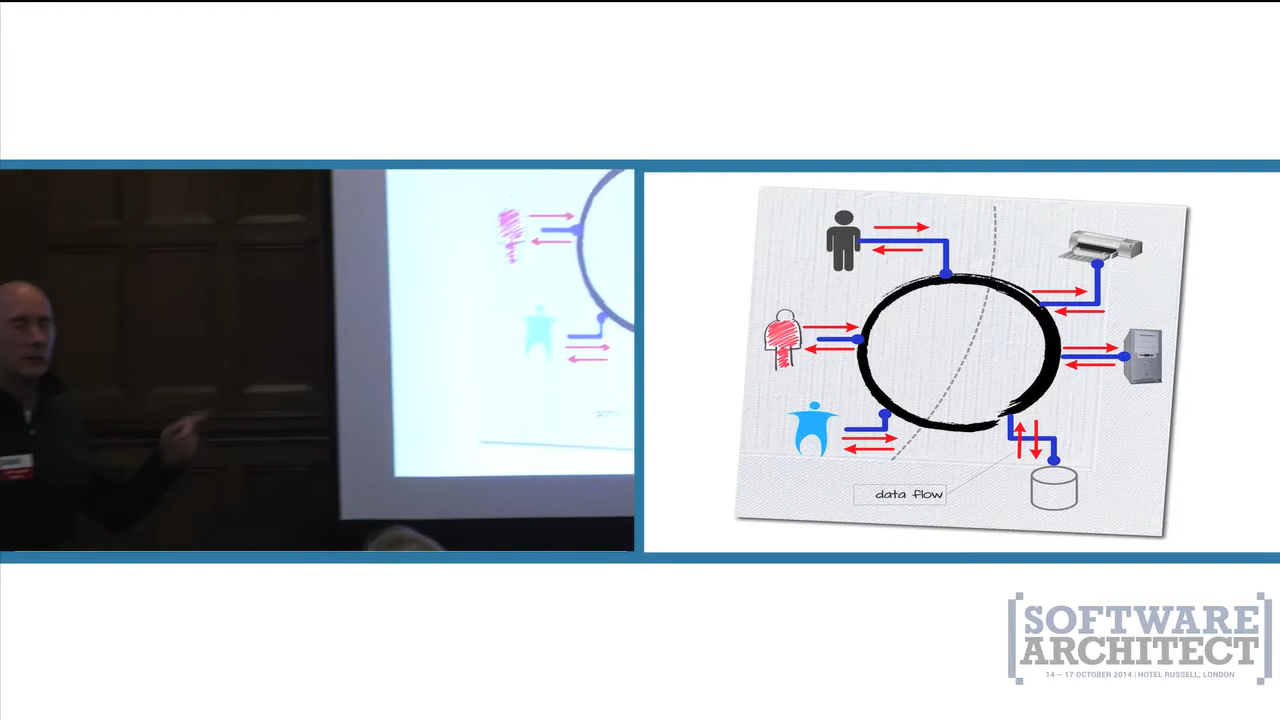 data flow
SOFTWARE
ARCHITECT
14 – 17 OCTOBER 2014 | HOTEL RUSSELL, LONDON